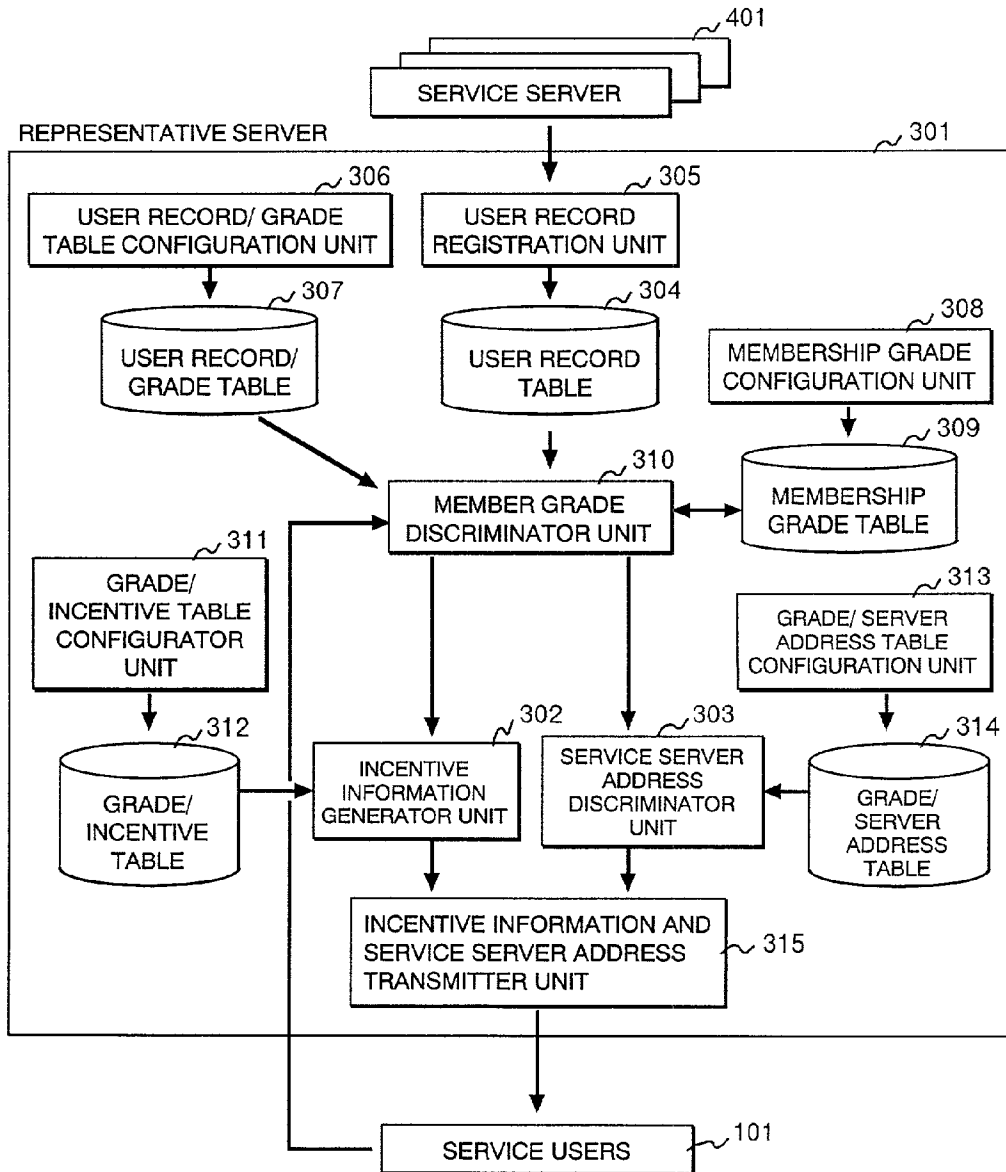 401
SERVICE SERVER
REPRESENTATIVE SERVER
301
306
USER RECORD/ GRADE
TABLE CONFIGURATION UNIT
305
USER RECORD
REGISTRATION UNIT
307
USER RECORD/
GRADE TABLE
304
USER RECORD
TABLE
308
MEMBERSHIP GRADE
CONFIGURATION UNIT
309
MEMBERSHIP
GRADE TABLE
310
MEMBER GRADE
DISCRIMINATOR UNIT
311
GRADE/
INCENTIVE TABLE
CONFIGURATOR
UNIT
313
GRADE/ SERVER
ADDRESS TABLE
CONFIGURATION UNIT
312
GRADE/
INCENTIVE
TABLE
302
INCENTIVE
INFORMATION
GENERATOR UNIT
303
SERVICE SERVER
ADDRESS
DISCRIMINATOR
UNIT
314
GRADE/
SERVER
ADDRESS
TABLE
INCENTIVE INFORMATION AND
SERVICE SERVER ADDRESS
TRANSMITTER UNIT
315
SERVICE USERS
101